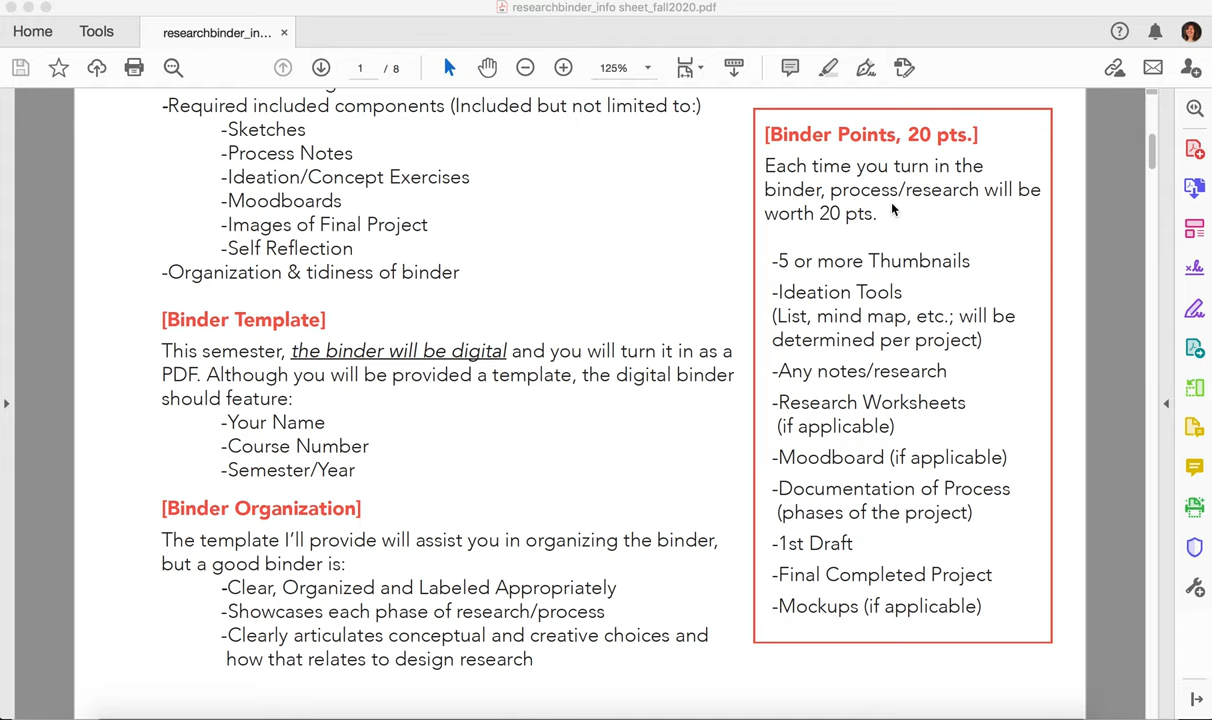 researchbinder_info sheet_fall2020.pdf
Home
Tools
researchbinder_in... ×
1 / 8
125%
-Required included components (Included but not limited to:)
-Sketches
-Process Notes
-Ideation/Concept Exercises
-Moodboards
-Images of Final Project
-Self Reflection
-Organization & tidiness of binder
[Binder Template]
This semester, the binder will be digital and you will turn it in as a
PDF. Although you will be provided a template, the digital binder
should feature:
-Your Name
-Course Number
-Semester/Year
[Binder Organization]
The template I'll provide will assist you in organizing the binder,
but a good binder is:
-Clear, Organized and Labeled Appropriately
-Showcases each phase of research/process
-Clearly articulates conceptual and creative choices and
how that relates to design research
[Binder Points, 20 pts.]
Each time you turn in the
binder, process/research will be
worth 20 pts.
-5 or more Thumbnails
-Ideation Tools
(List, mind map, etc.; will be
determined per project)
-Any notes/research
-Research Worksheets
(if applicable)
-Moodboard (if applicable)
-Documentation of Process
(phases of the project)
-1st Draft
-Final Completed Project
-Mockups (if applicable)